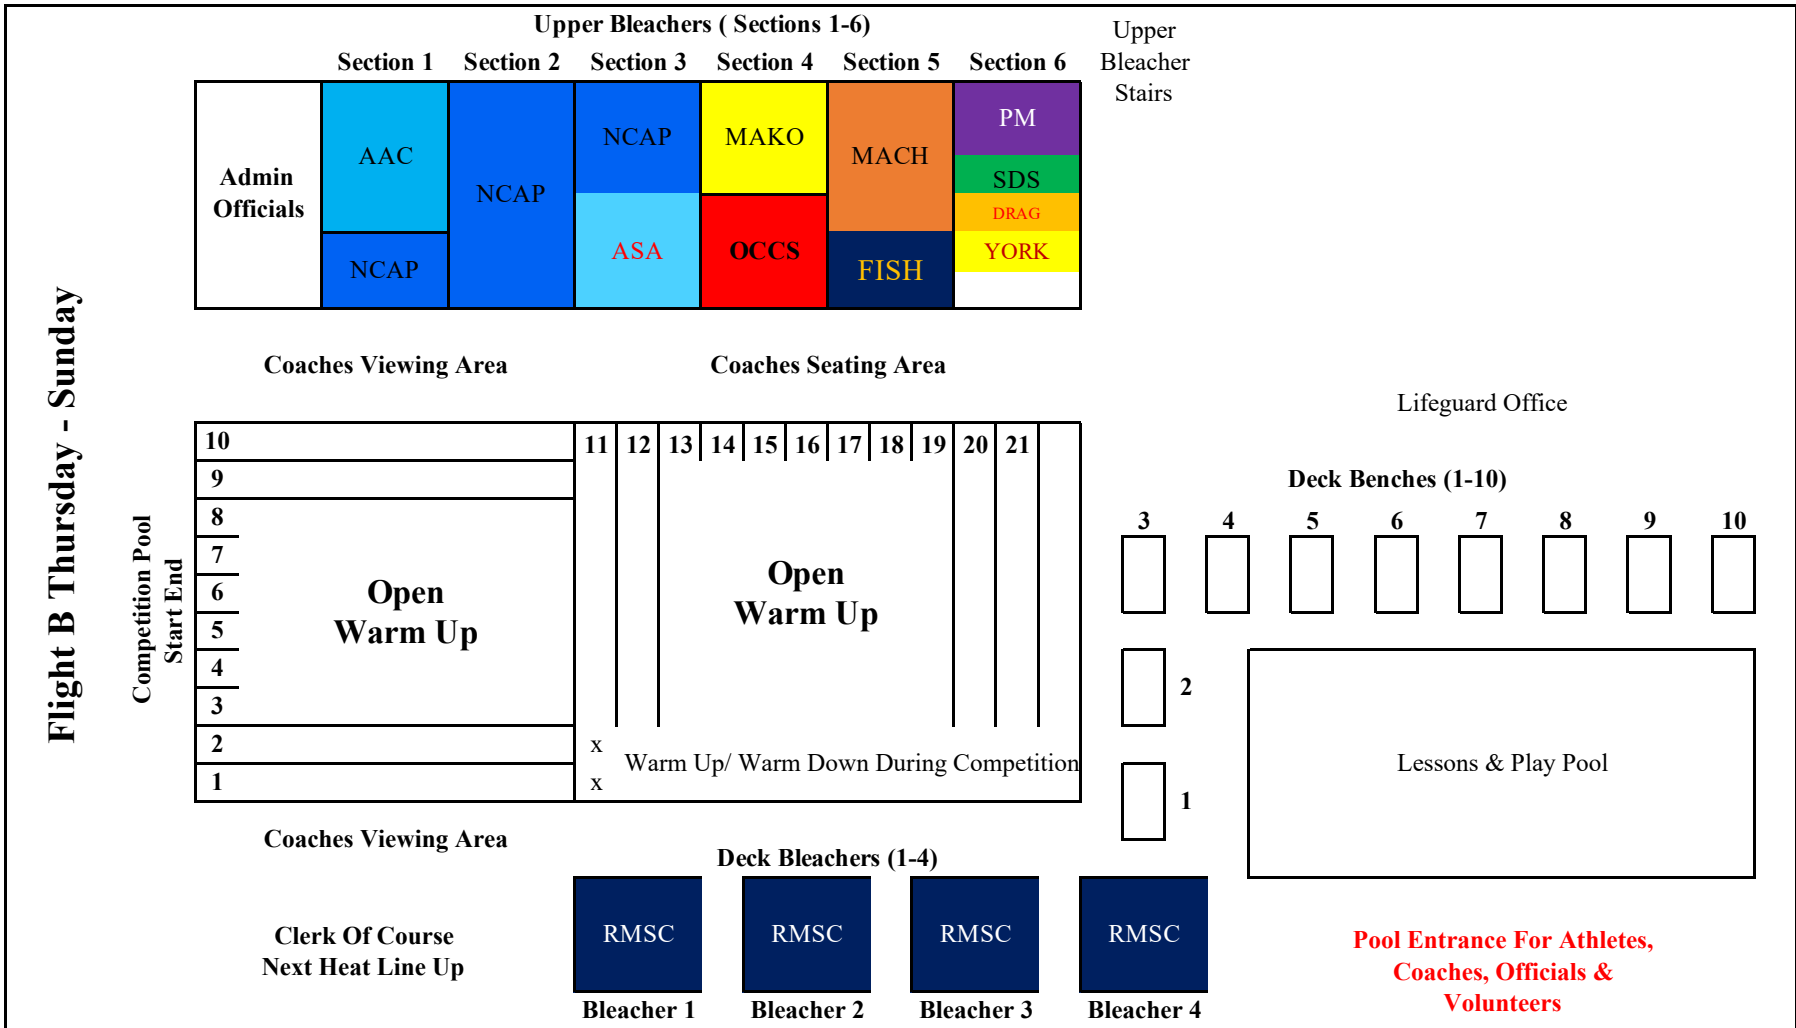 Upper Bleachers ( Sections 1-6)
Upper
Bleacher
Stairs
Section 1 Section 2 Section 3 Section 4 Section 5 Section 6
Admin
Officials
AAC
NCAP
NCAP
NCAP
ASA
MAKO
OCCS
MACH
FISH
PM
SDS
DRAG
YORK
Flight B Thursday - Sunday
Coaches Viewing Area
Coaches Seating Area
Lifeguard Office
Competition Pool
Start End
10
9
8
7
6
5
4
3
2
1
Open
Warm Up
11 12 13 14 15 16 17 18 19 20 21
Open
Warm Up
x
x
Warm Up/ Warm Down During Competition
Deck Benches (1-10)
3 4 5 6 7 8 9 10
2
1
Lessons & Play Pool
Coaches Viewing Area
Deck Bleachers (1-4)
Clerk Of Course
Next Heat Line Up
RMSC RMSC RMSC RMSC
Bleacher 1 Bleacher 2 Bleacher 3 Bleacher 4
Pool Entrance For Athletes,
Coaches, Officials &
Volunteers